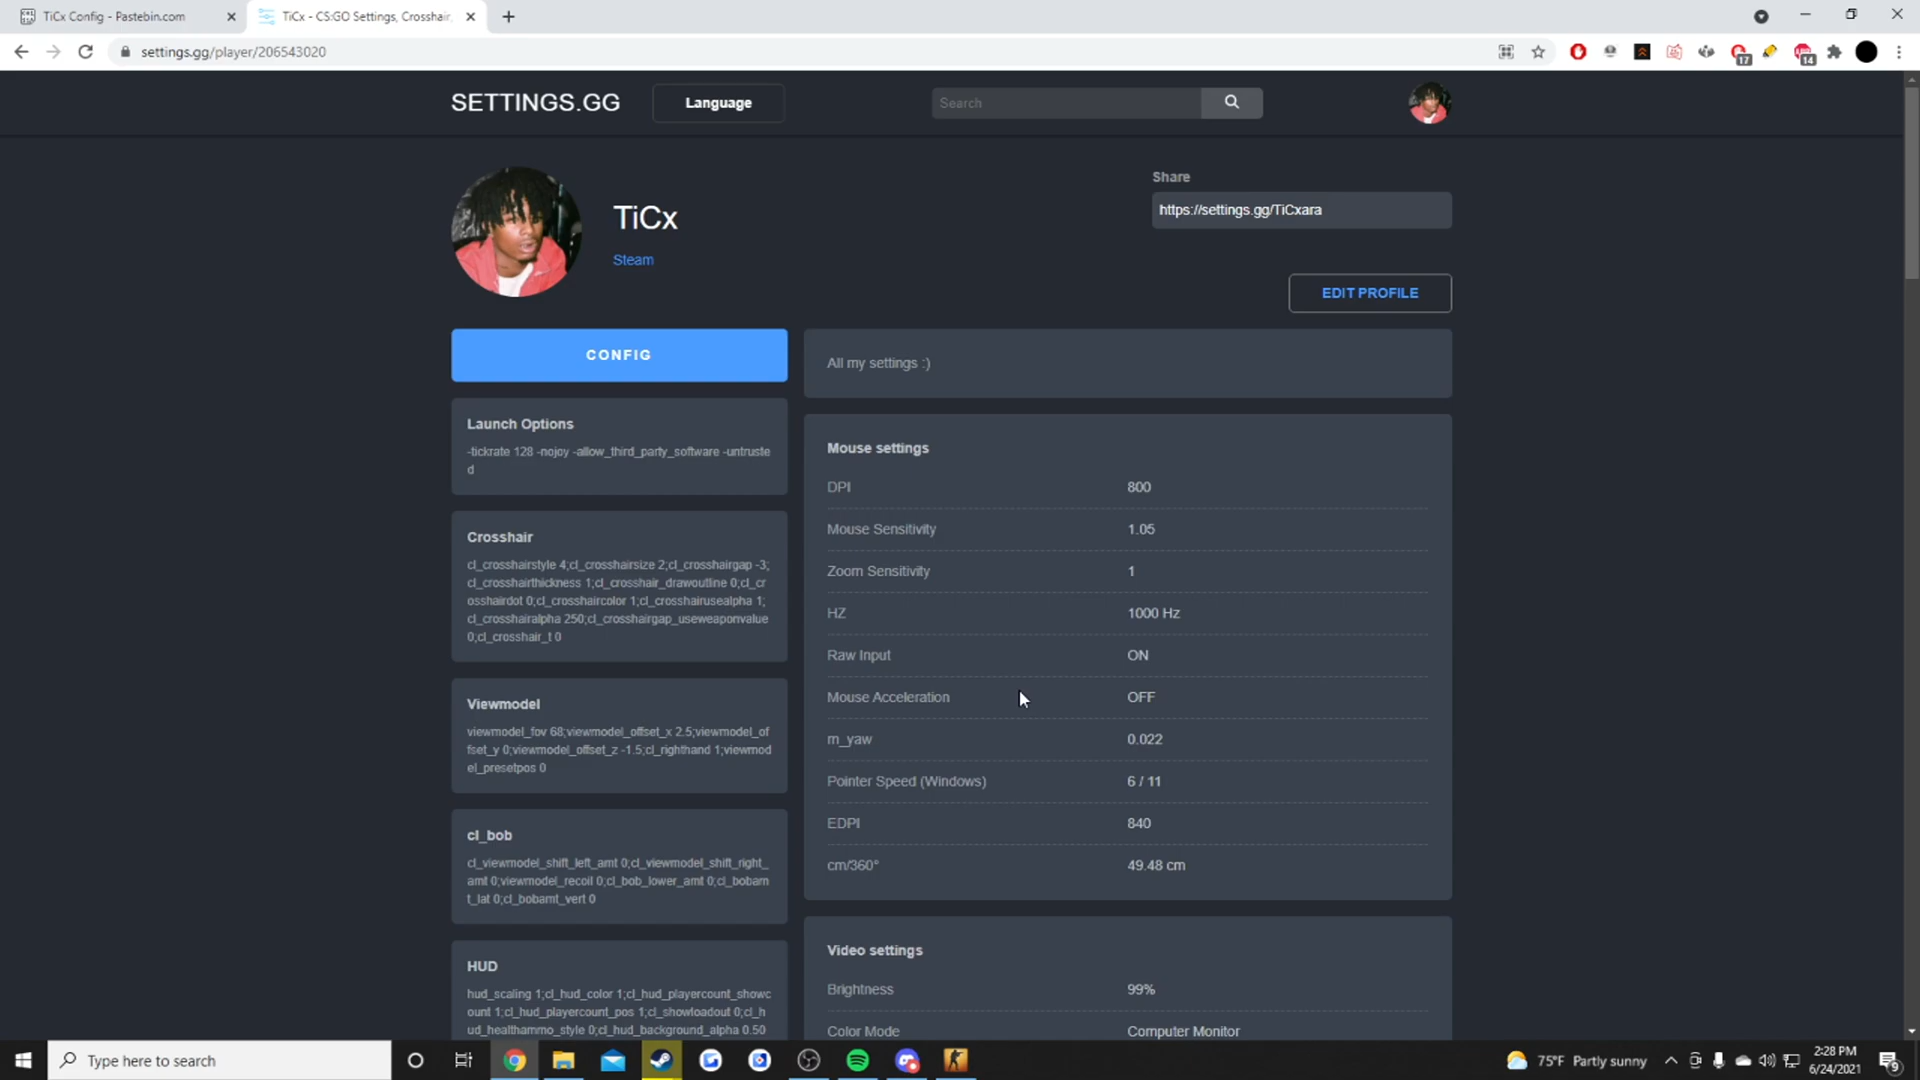 TiCx Config - Pastebin.com
TiCx - CS:GO Settings, Crosshair,
settings.gg/player/206543020
17
14
SETTINGS.GG
Language
Search
TiCx
Steam
Share
https://settings.gg/TiCxara
EDIT PROFILE
CONFIG
All my settings :)
Launch Options
-tickrate 128 -nojoy -allow_third_party_software -untruste
d
Crosshair
cl_crosshairstyle 4;cl_crosshairsize 2;cl_crosshairgap -3;
cl_crosshairthickness 1;cl_crosshair_drawoutline 0;cl_cr
osshairdot 0;cl_crosshaircolor 1;cl_crosshairusealpha 1;
cl_crosshairalpha 250;cl_crosshairgap_useweaponvalue
0;cl_crosshair_t 0
Viewmodel
viewmodel_fov 68;viewmodel_offset_x 2.5;viewmodel_of
fset_y 0;viewmodel_offset_z -1.5;cl_righthand 1;viewmod
el_presetpos 0
cl_bob
cl_viewmodel_shift_left_amt 0;cl_viewmodel_shift_right_
amt 0;viewmodel_recoil 0;cl_bob_lower_amt 0;cl_bobam
t_lat 0;cl_bobamt_vert 0
HUD
hud_scaling 1;cl_hud_color 1;cl_hud_playercount_showc
ount 1;cl_hud_playercount_pos 1;cl_showloadout 0;cl_h
ud_healthammo_style 0;cl_hud_background_alpha 0.50
Mouse settings
DPI 800
Mouse Sensitivity 1.05
Zoom Sensitivity 1
HZ 1000 Hz
Raw Input ON
Mouse Acceleration OFF
m_yaw 0.022
Pointer Speed (Windows) 6 / 11
EDPI 840
cm/360° 49.48 cm
Video settings
Brightness 99%
Color Mode Computer Monitor
Type here to search
75°F Partly sunny
2:28 PM
6/24/2021
9